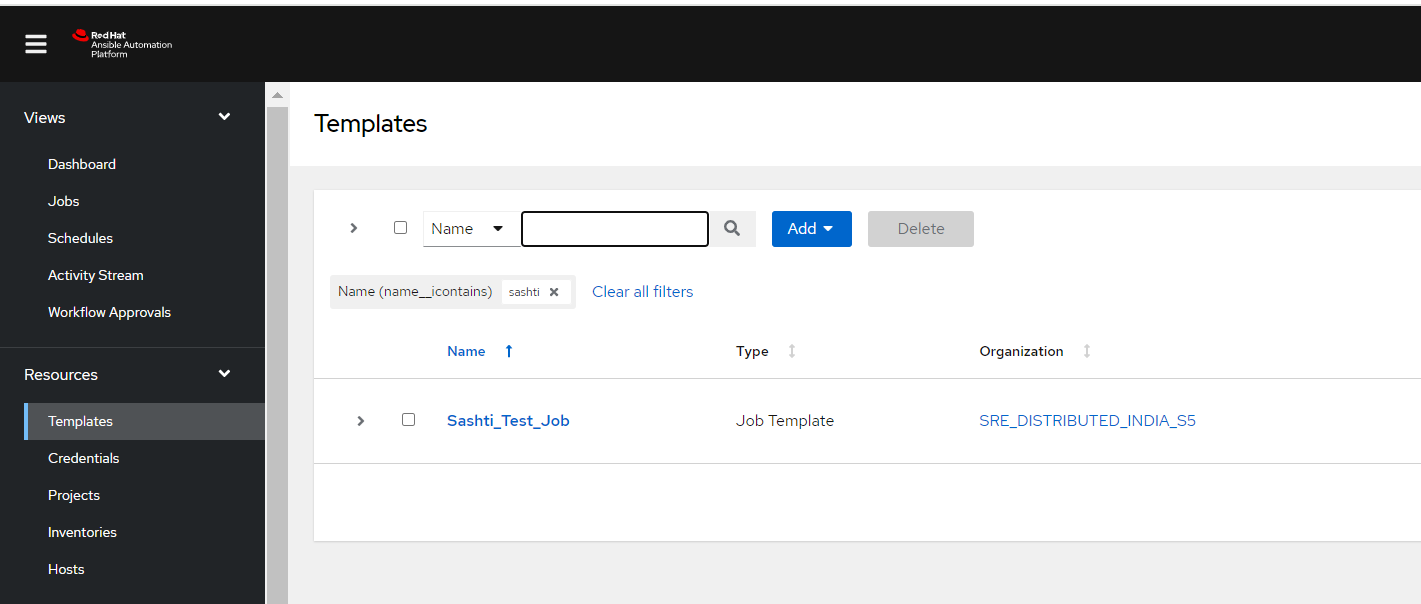 Red Hat
Ansible Automation
Platform
Views
Dashboard
Jobs
Schedules
Activity Stream
Workflow Approvals
Resources
Templates
Credentials
Projects
Inventories
Hosts
Templates
Name Add Delete
Name (name__icontains) sashti Clear all filters
Name Type Organization
Sashti_Test_Job Job Template SRE_DISTRIBUTED_INDIA_S5